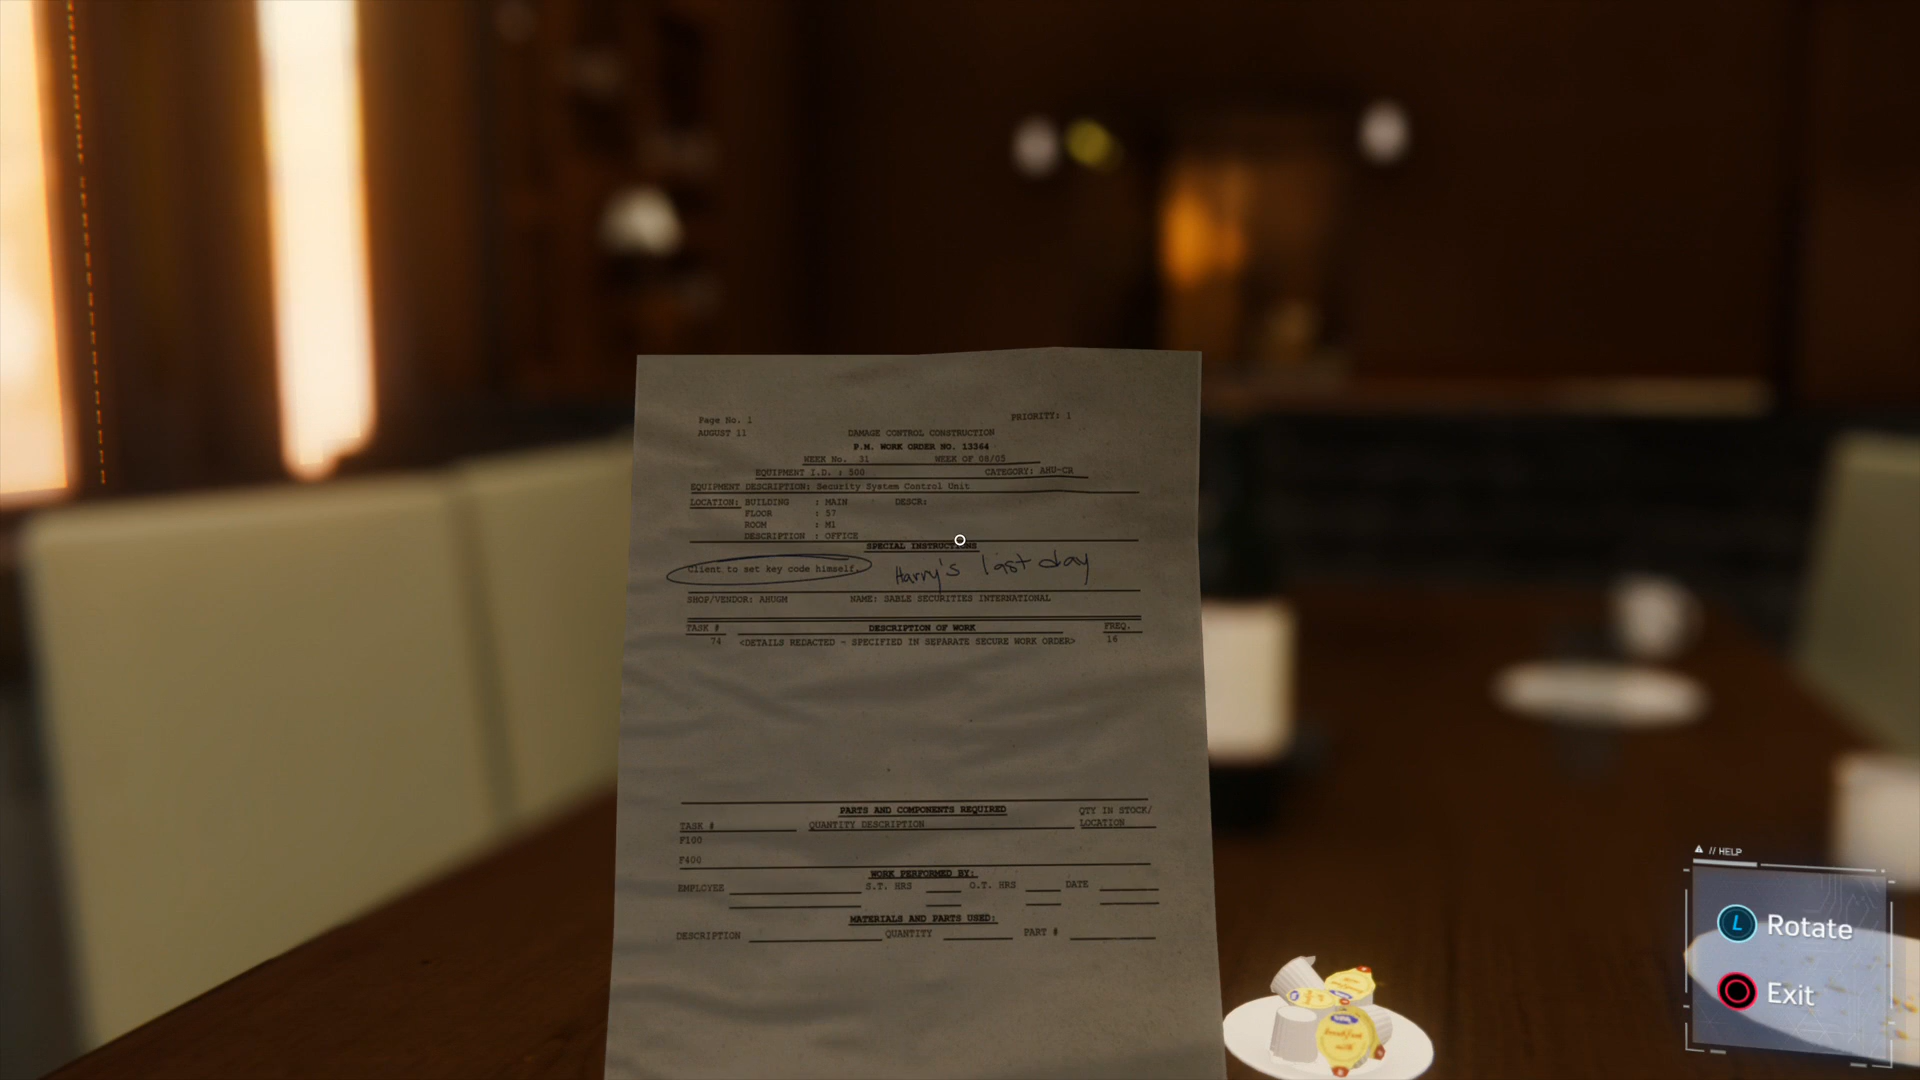 Page No. 1
PRIORITY: 1
AUGUST 11
DAMAGE CONTROL CONSTRUCTION
P.M. WORK ORDER NO. 13364
WEEK No. 31 WEEK OF 08/05
EQUIPMENT I.D. : 500 CATEGORY: AHU-CR
EQUIPMENT DESCRIPTION: Security System Control Unit
LOCATION: BUILDING : MAIN DESCR:
FLOOR : 57
ROOM : M1
DESCRIPTION : OFFICE
SPECIAL INSTRUCTIONS
Client to set key code himself. Harry's last day
SHOP/VENDOR: AHUGM NAME: SABLE SECURITIES INTERNATIONAL
TASK # DESCRIPTION OF WORK FREQ.
74 <DETAILS REDACTED - SPECIFIED IN SEPARATE SECURE WORK ORDER> 16
PARTS AND COMPONENTS REQUIRED QTY IN STOCK/
TASK # QUANTITY DESCRIPTION LOCATION
F100
F400
WORK PERFORMED BY:
EMPLOYEE S.T. HRS O.T. HRS DATE
MATERIALS AND PARTS USED:
DESCRIPTION QUANTITY PART #
// HELP
L Rotate
Exit